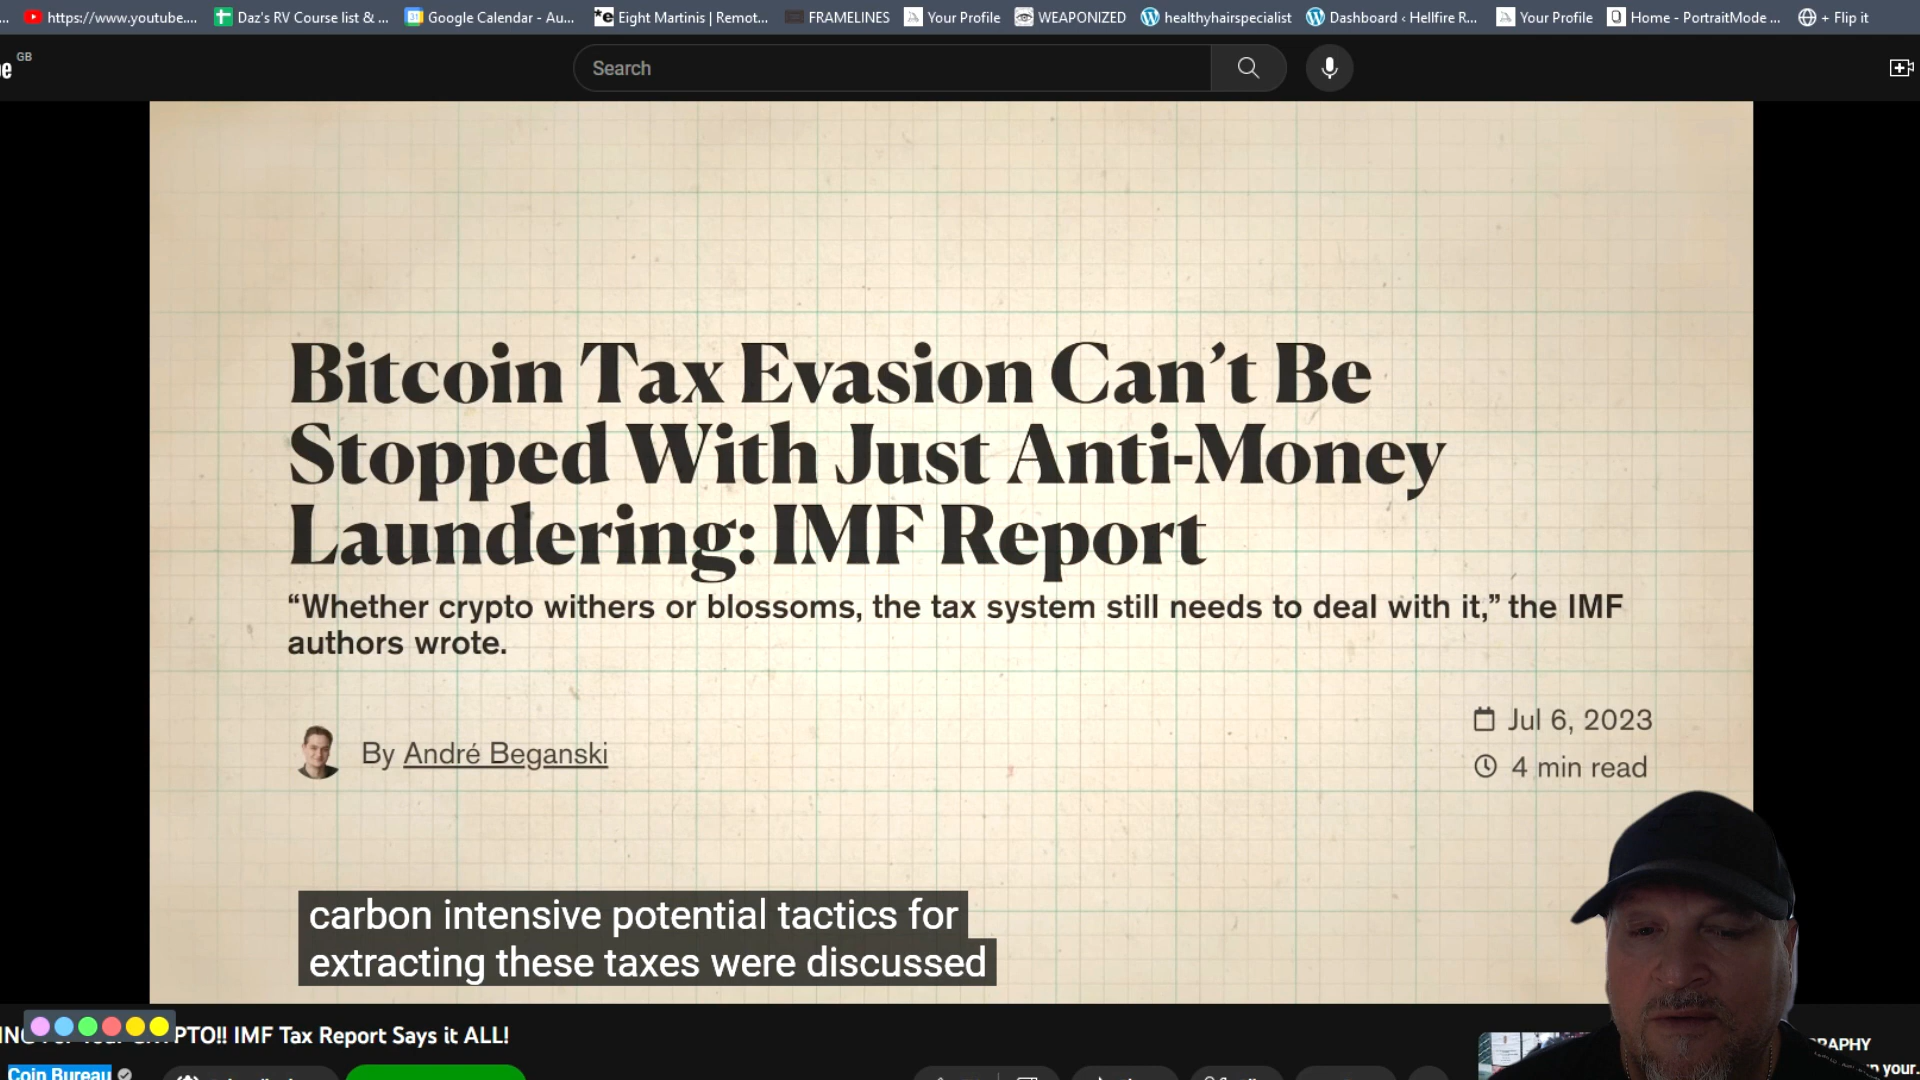 https://www.youtube....
Daz's RV Course list & ...
Google Calendar - Au...
Eight Martinis | Remot...
FRAMELINES
Your Profile
WEAPONIZED
healthyhairspecialist
Dashboard ‹ Hellfire R...
Your Profile
Home - PortraitMode ...
+ Flip it
GB
Search
Bitcoin Tax Evasion Can’t Be
Stopped With Just Anti-Money
Laundering: IMF Report
“Whether crypto withers or blossoms, the tax system still needs to deal with it,” the IMF
authors wrote.
By André Beganski
Jul 6, 2023
4 min read
carbon intensive potential tactics for
extracting these taxes were discussed
PTO!! IMF Tax Report Says it ALL!
Coin Bureau
RAPHY
your.